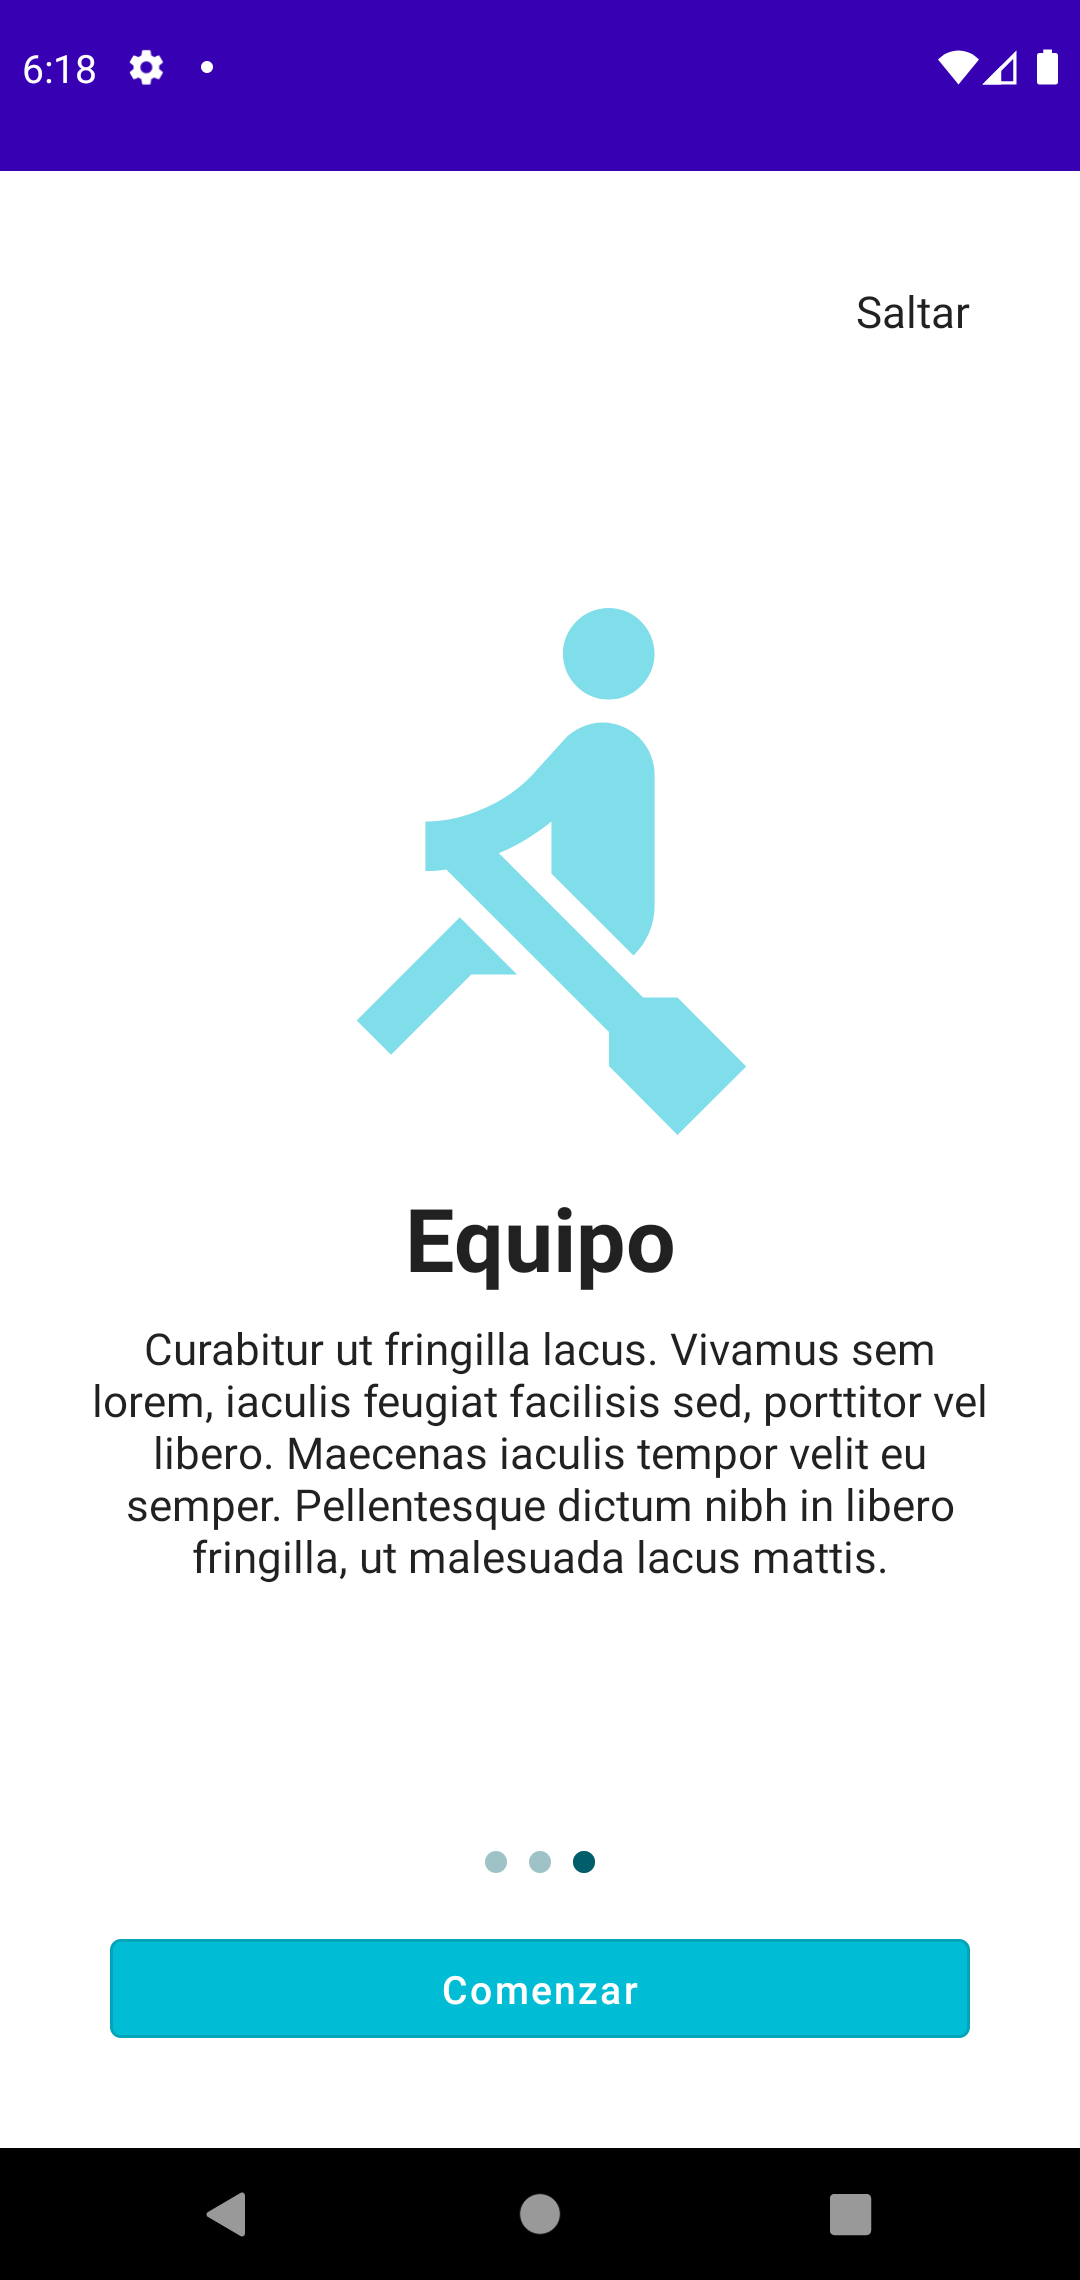 6:18
Saltar
Equipo
Curabitur ut fringilla lacus. Vivamus sem
lorem, iaculis feugiat facilisis sed, porttitor vel
libero. Maecenas iaculis tempor velit eu
semper. Pellentesque dictum nibh in libero
fringilla, ut malesuada lacus mattis.
Comenzar